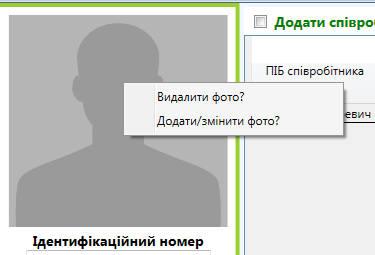 Додати співро
ПІБ співробітника
Видалити фото?
евич
Додати/змінити фото?
Ідентифікаційний номер